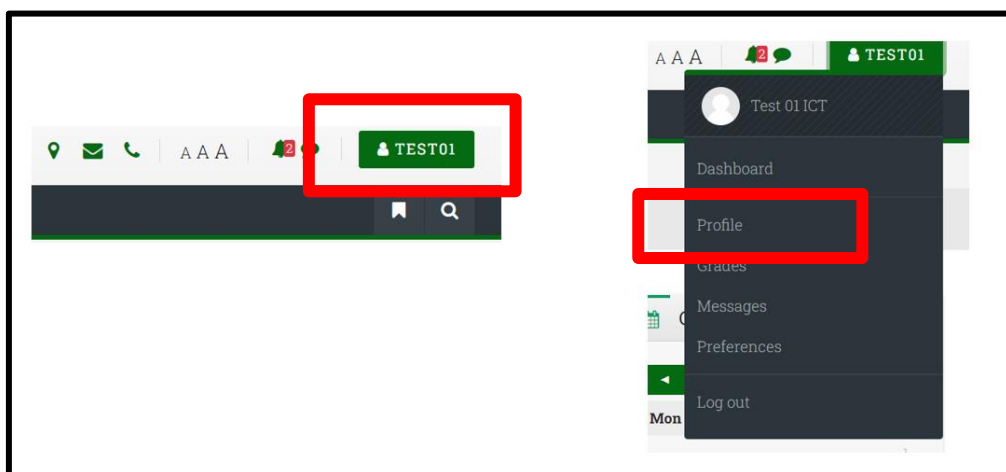 A A A
2
TEST01
A A A
2
TEST01
Test 01 ICT
Dashboard
Profile
Grades
Messages
Preferences
Log out
Mon